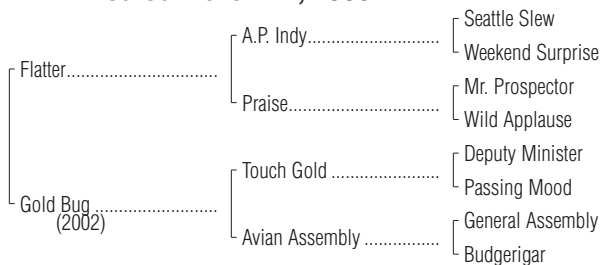 Seattle Slew
A.P. Indy
Weekend Surprise
Flatter
Mr. Prospector
Praise
Wild Applause
Deputy Minister
Touch Gold
Passing Mood
Gold Bug
(2002)
General Assembly
Avian Assembly
Budgerigar